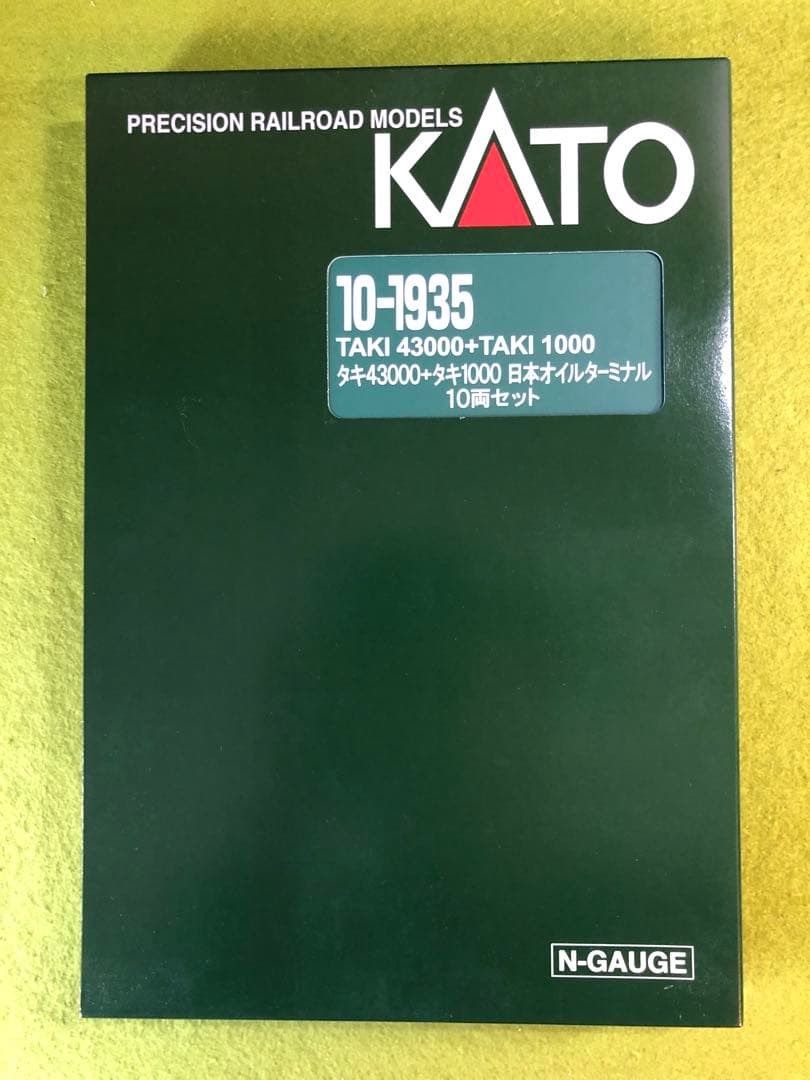 PRECISION RAILROAD MODELS
KATO
10-1935
TAKI 43000+TAKI 1000
タキ43000+タキ1000 日本オイルターミナル
10両セット
N-GAUGE